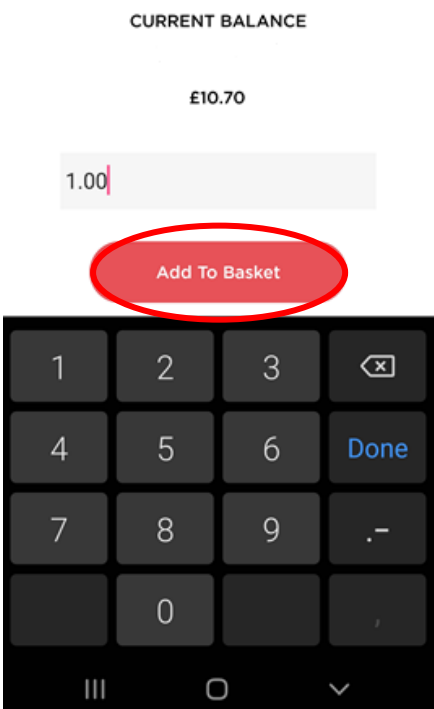 CURRENT BALANCE
£10.70
1.00
Add To Basket
1 2 3
4 5 6 Done
7 8 9 .-
0 ,